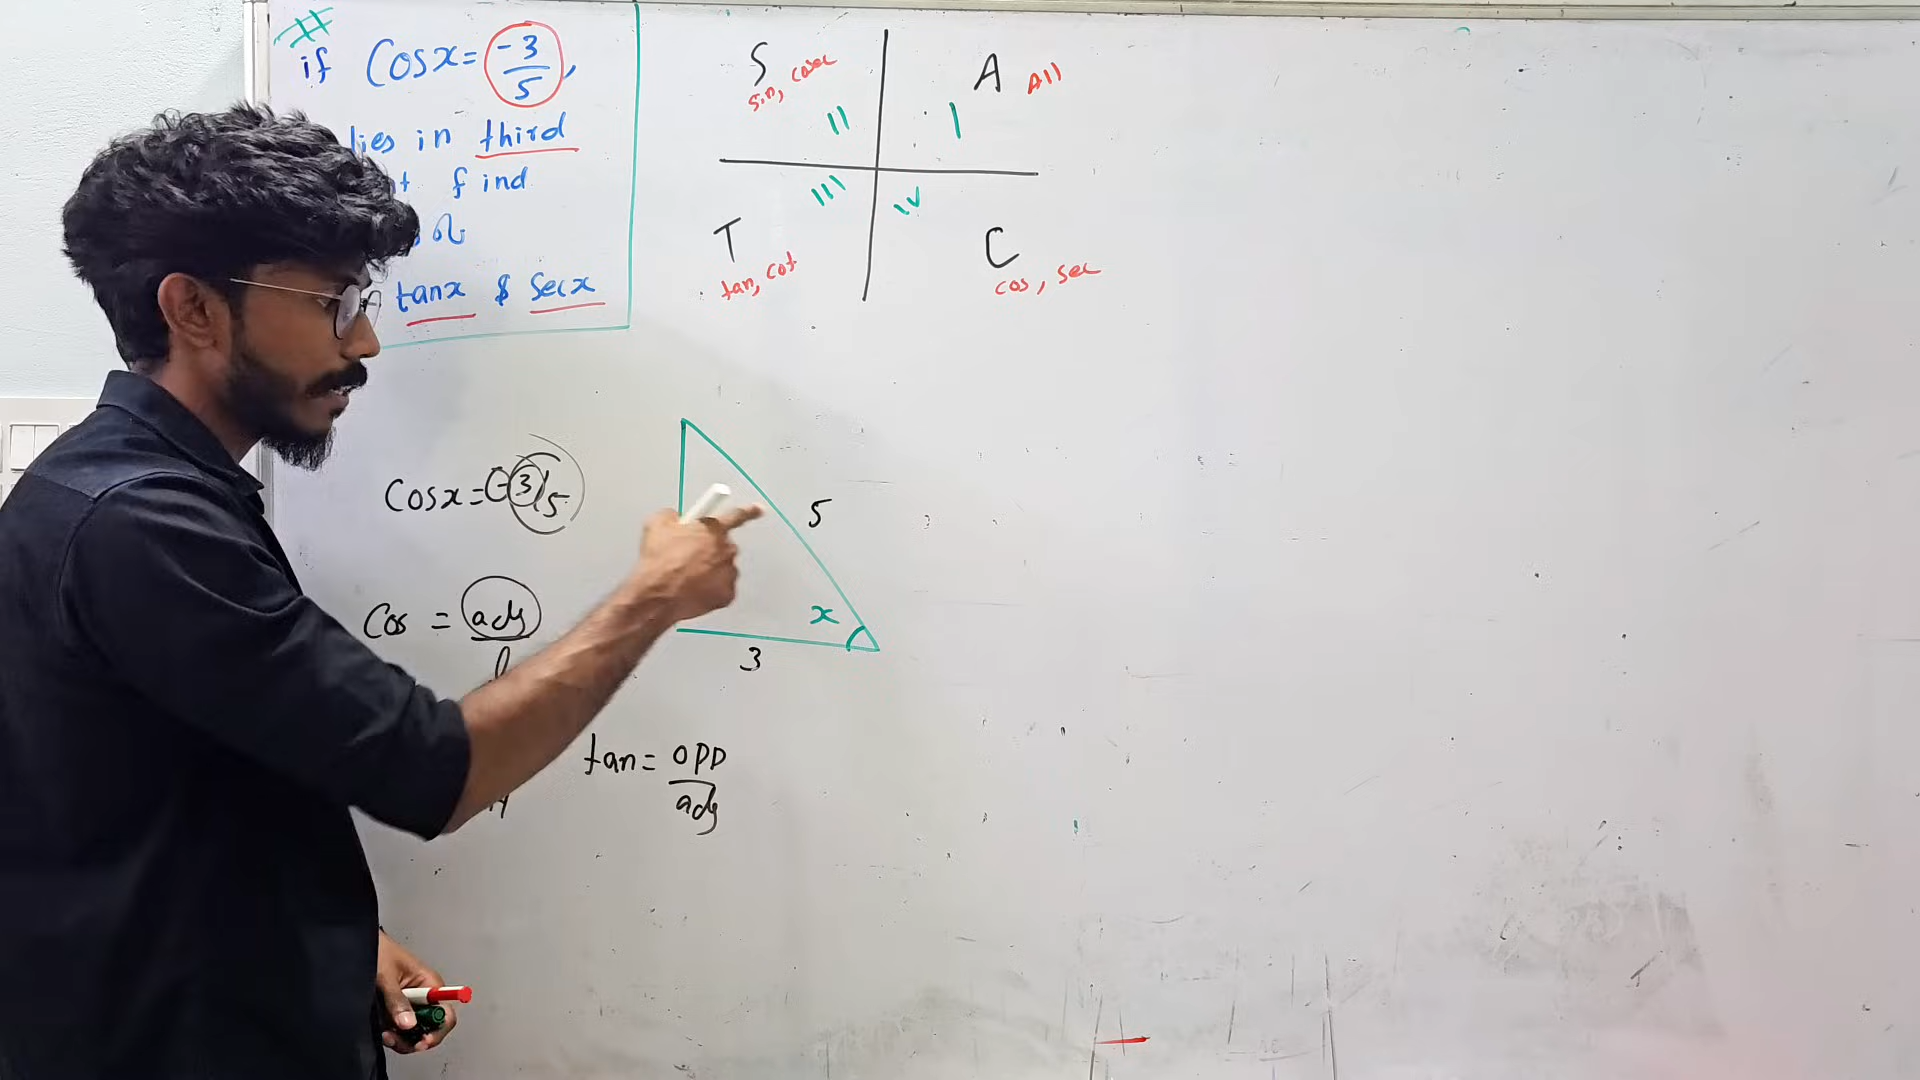 if Cosx = -3/5,
lies in third
find
tanx & Secx
S
sin, cosec
A All
II
I
III
IV
T
tan, cot
C
cos, sec
Cosx = -3/5
5
x
3
Cos = adj
tan = opp
adj